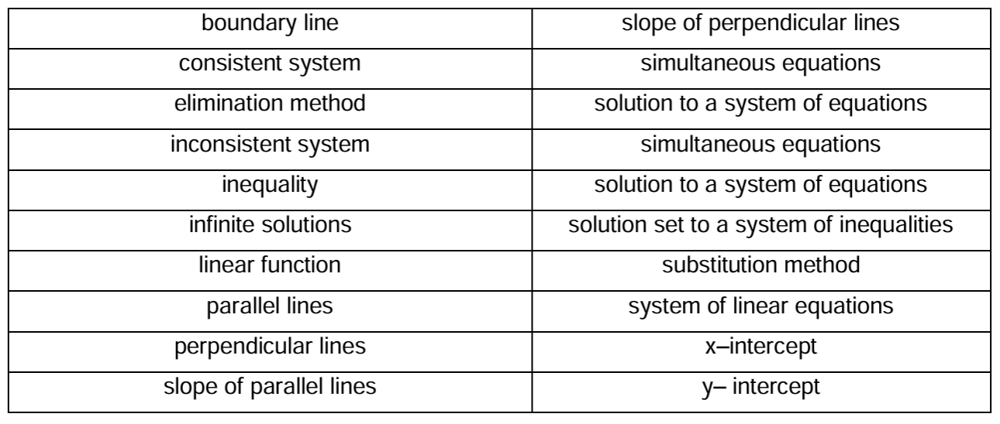 boundary line slope of perpendicular lines
consistent system simultaneous equations
elimination method solution to a system of equations
inconsistent system simultaneous equations
inequality solution to a system of equations
infinite solutions solution set to a system of inequalities
linear function substitution method
parallel lines system of linear equations
perpendicular lines x–intercept
slope of parallel lines y– intercept